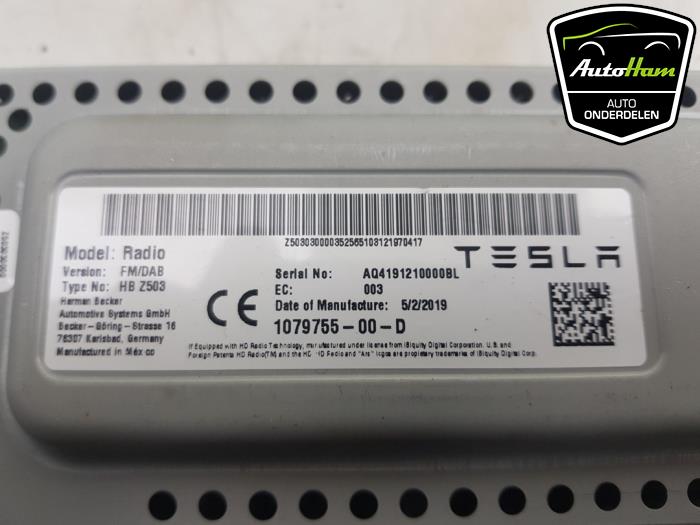 AutoHam
AUTO
ONDERDELEN
Z50303000035256510312197​0417
TESLA
Model: Radio
Version: FM/DAB
Type No: HB Z503
Harman Becker
Automotive Systems GmbH
Becker-Göring-Strasse 16
76307 Karlsbad, Germany
Manufactured in México
CE
Serial No: AQ4191210000BL
EC: 003
Date of Manufacture: 5/2/2019
1079755-00-D
If Equipped with HD Radio Technology, manufactured under license from iBiquity Digital Corporation. U.S. and
Foreign Patents HD Radio(TM) and the HD, HD Radio and "Arc" logos are proprietary trademarks of iBiquity Digital Corp.